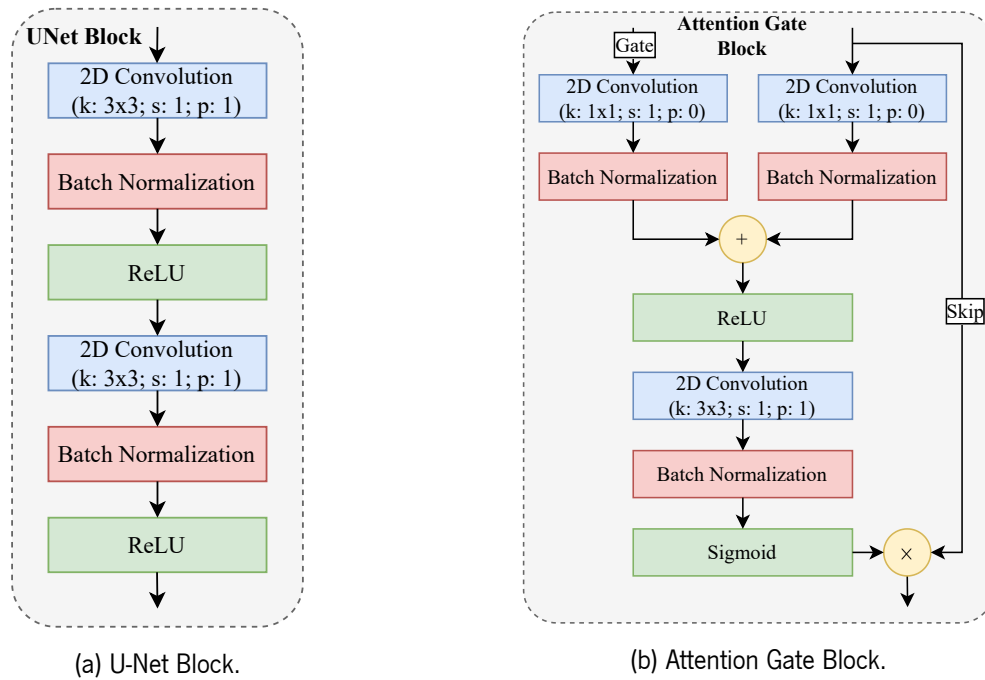 UNet Block
2D Convolution
(k: 3x3; s: 1; p: 1)
Batch Normalization
ReLU
2D Convolution
(k: 3x3; s: 1; p: 1)
Batch Normalization
ReLU
(a) U-Net Block.
Attention Gate
Block
Gate
2D Convolution
(k: 1x1; s: 1; p: 0)
2D Convolution
(k: 1x1; s: 1; p: 0)
Batch Normalization
Batch Normalization
+
ReLU
Skip
2D Convolution
(k: 3x3; s: 1; p: 1)
Batch Normalization
Sigmoid
×
(b) Attention Gate Block.